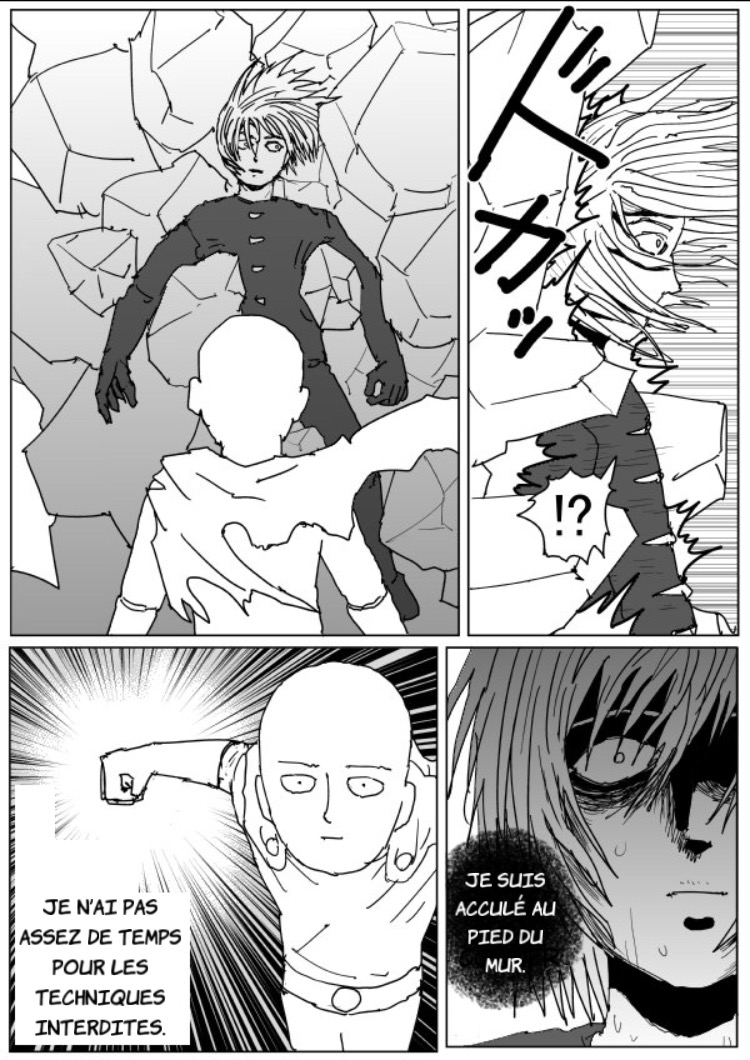 ドカッ
!?
JE SUIS
ACCULÉ AU
PIED DU
MUR.
JE N'AI PAS
ASSEZ DE TEMPS
POUR LES
TECHNIQUES
INTERDITES.